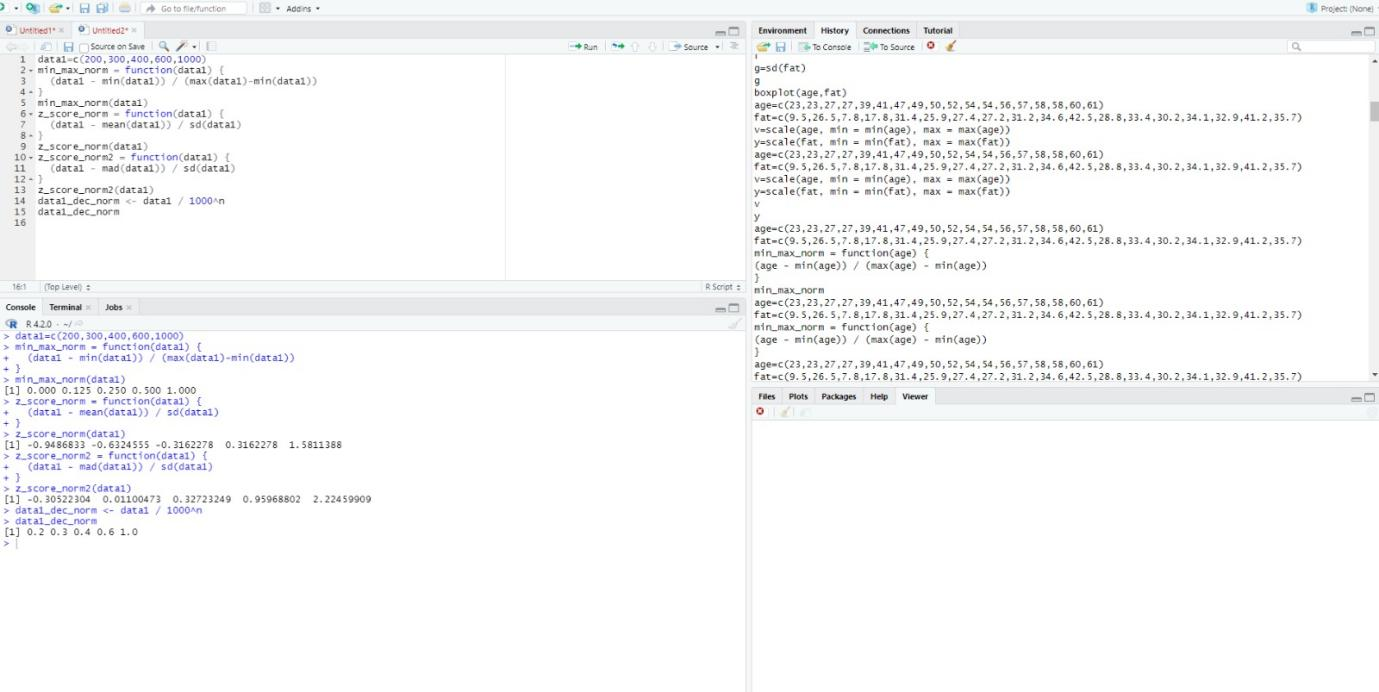 Go to file/function
Addins
Project: (None)
Untitled1*
Untitled2*
Source on Save
Run
Source
1 data1=c(200,300,400,600,1000)
2 min_max_norm = function(data1) {
3 (data1 - min(data1)) / (max(data1)-min(data1))
4 }
5 min_max_norm(data1)
6 z_score_norm = function(data1) {
7 (data1 - mean(data1)) / sd(data1)
8 }
9 z_score_norm(data1)
10 z_score_norm2 = function(data1) {
11 (data1 - mad(data1)) / sd(data1)
12 }
13 z_score_norm2(data1)
14 data1_dec_norm <- data1 / 1000^n
15 data1_dec_norm
16
16:1 (Top Level) R Script
Console Terminal Jobs
R 4.2.0 · ~/
> data1=c(200,300,400,600,1000)
> min_max_norm = function(data1) {
+ (data1 - min(data1)) / (max(data1)-min(data1))
+ }
> min_max_norm(data1)
[1] 0.000 0.125 0.250 0.500 1.000
> z_score_norm = function(data1) {
+ (data1 - mean(data1)) / sd(data1)
+ }
> z_score_norm(data1)
[1] -0.9486833 -0.6324555 -0.3162278 0.3162278 1.5811388
> z_score_norm2 = function(data1) {
+ (data1 - mad(data1)) / sd(data1)
+ }
> z_score_norm2(data1)
[1] -0.30522304 0.01100473 0.32723249 0.95968802 2.22459909
> data1_dec_norm <- data1 / 1000^n
> data1_dec_norm
[1] 0.2 0.3 0.4 0.6 1.0
>
Environment History Connections Tutorial
To Console To Source
g=sd(fat)
g
boxplot(age,fat)
age=c(23,23,27,27,39,41,47,49,50,52,54,54,56,57,58,58,60,61)
fat=c(9.5,26.5,7.8,17.8,31.4,25.9,27.4,27.2,31.2,34.6,42.5,28.8,33.4,30.2,34.1,32.9,41.2,35.7)
v=scale(age, min = min(age), max = max(age))
y=scale(fat, min = min(fat), max = max(fat))
age=c(23,23,27,27,39,41,47,49,50,52,54,54,56,57,58,58,60,61)
fat=c(9.5,26.5,7.8,17.8,31.4,25.9,27.4,27.2,31.2,34.6,42.5,28.8,33.4,30.2,34.1,32.9,41.2,35.7)
v=scale(age, min = min(age), max = max(age))
y=scale(fat, min = min(fat), max = max(fat))
v
y
age=c(23,23,27,27,39,41,47,49,50,52,54,54,56,57,58,58,60,61)
fat=c(9.5,26.5,7.8,17.8,31.4,25.9,27.4,27.2,31.2,34.6,42.5,28.8,33.4,30.2,34.1,32.9,41.2,35.7)
min_max_norm = function(age) {
(age - min(age)) / (max(age) - min(age))
}
min_max_norm
age=c(23,23,27,27,39,41,47,49,50,52,54,54,56,57,58,58,60,61)
fat=c(9.5,26.5,7.8,17.8,31.4,25.9,27.4,27.2,31.2,34.6,42.5,28.8,33.4,30.2,34.1,32.9,41.2,35.7)
min_max_norm = function(age) {
(age - min(age)) / (max(age) - min(age))
}
age=c(23,23,27,27,39,41,47,49,50,52,54,54,56,57,58,58,60,61)
fat=c(9.5,26.5,7.8,17.8,31.4,25.9,27.4,27.2,31.2,34.6,42.5,28.8,33.4,30.2,34.1,32.9,41.2,35.7)
Files Plots Packages Help Viewer